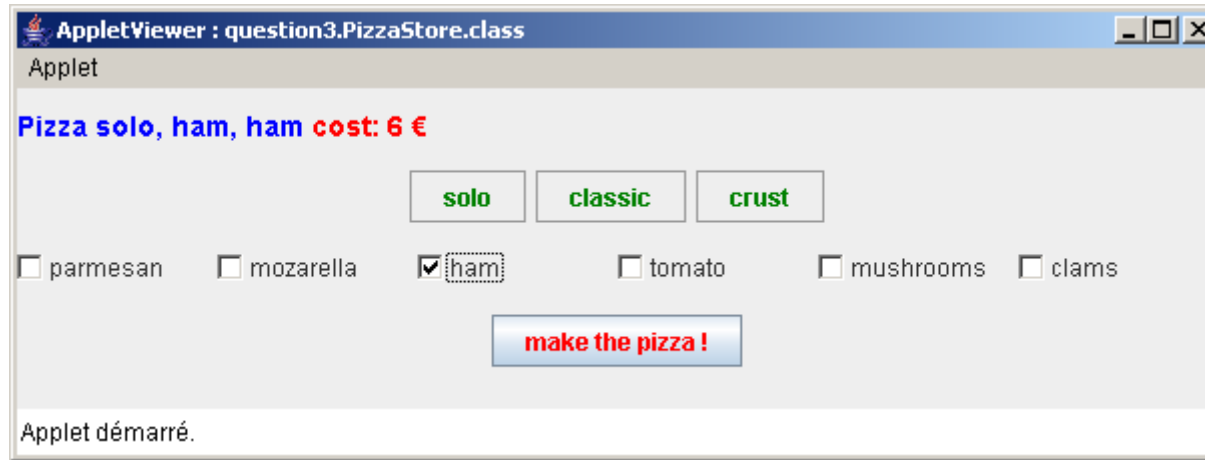 AppletViewer : question3.PizzaStore.class
Applet
Pizza solo, ham, ham cost: 6 €
solo classic crust
parmesan mozarella ham tomato mushrooms clams
make the pizza !
Applet démarré.